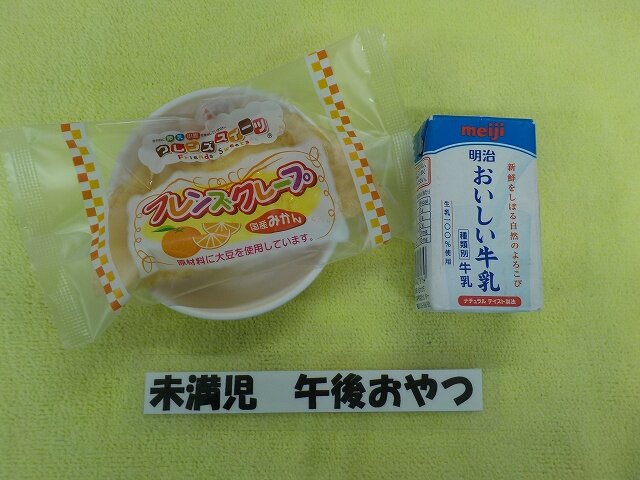 フレンズスイーツ
Friends Sweets
フレンズクレープ
国産みかん
原材料に大豆を使用しています。
meiji
明治
おいしい牛乳
新鮮をしぼる自然のよろこび
生乳一〇〇%使用
種類別 牛乳
ナチュラル テイスト製法
未満児 午後おやつ